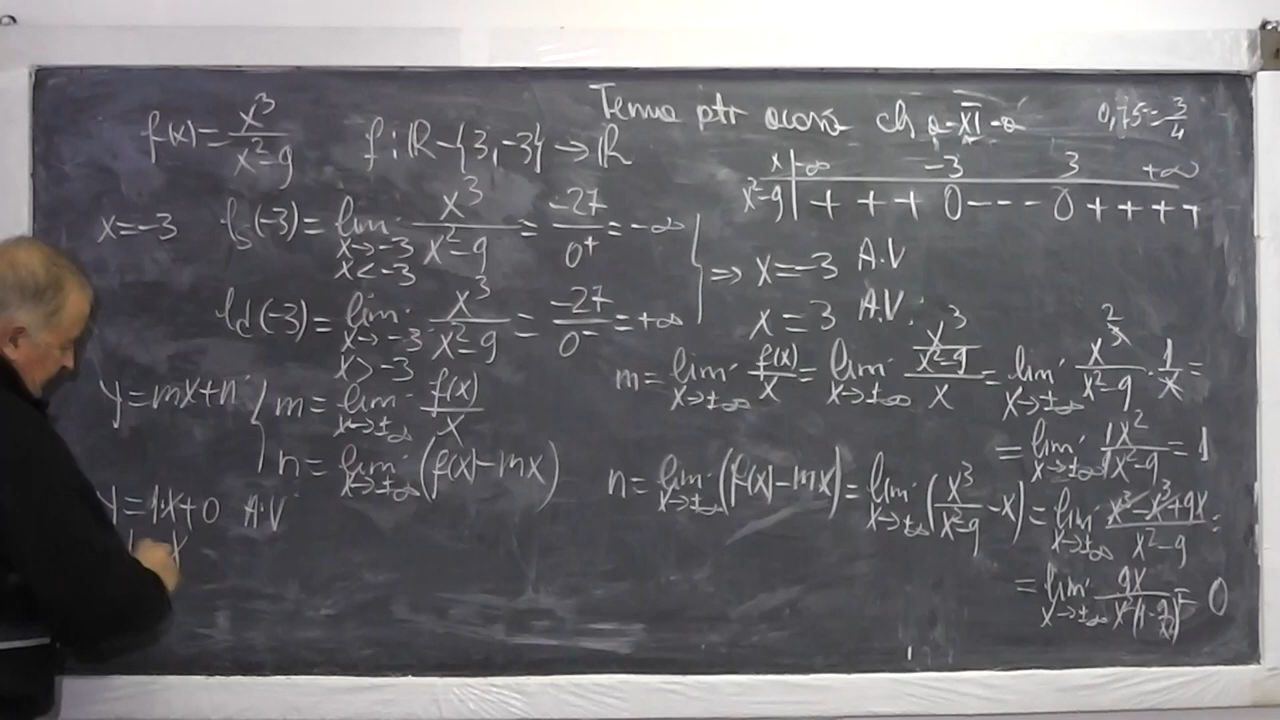 Tema ptr acasă cls a-XI-a 0,75=3/4
f(x)=x³/(x²-9) f:ℝ-{3,-3}→ℝ
x | -∞ -3 3 +∞
x²-9 | + + + 0 - - - 0 + + + +
x=-3 ls(-3)= lim x→-3 x<-3 x³/(x²-9) = -27/0⁺ = -∞
ld(-3)= lim x→-3 x>-3 x³/(x²-9) = -27/0⁻ = +∞
⇒ x=-3 A.V
x=3 A.V.
y=mx+n { m= lim x→±∞ f(x)/x
n= lim x→±∞ (f(x)-mx)
m= lim x→±∞ f(x)/x = lim x→±∞ (x³/(x²-9))/x = lim x→±∞ x³/(x²-9) · 1/x =
= lim x→±∞ 1x²/(1x²-9) = 1
n= lim x→±∞ (f(x)-mx) = lim x→±∞ (x³/(x²-9) - x) = lim x→±∞ (x³-x³+9x)/(x²-9) =
= lim x→±∞ 9x/(x²(1-9/x²)) = 0
y=1·x+0 A.V
x